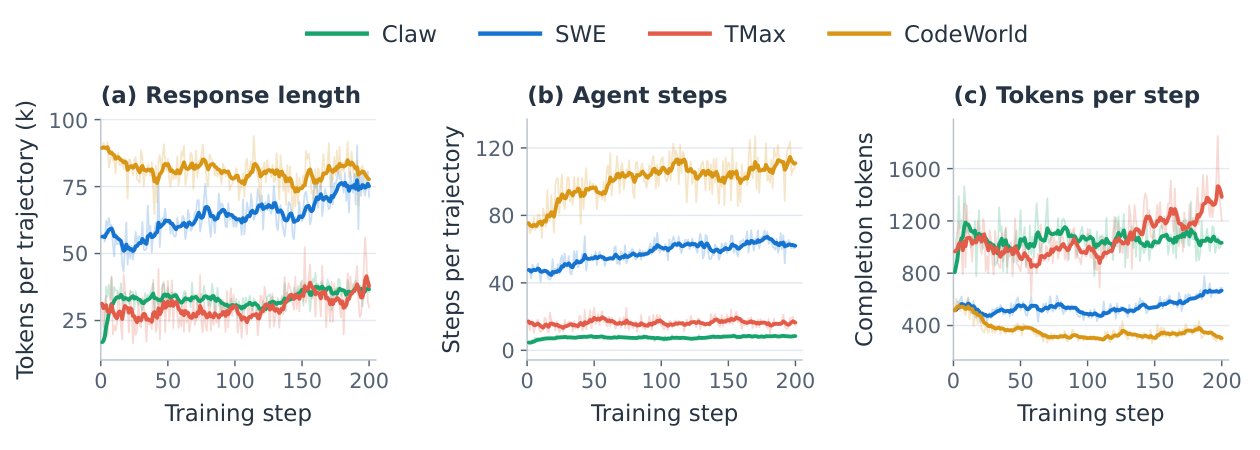 Claw SWE TMax CodeWorld
(a) Response length
Tokens per trajectory (k)
100
75
50
25
0 50 100 150 200
Training step
(b) Agent steps
Steps per trajectory
120
80
40
0
0 50 100 150 200
Training step
(c) Tokens per step
Completion tokens
1600
1200
800
400
0 50 100 150 200
Training step